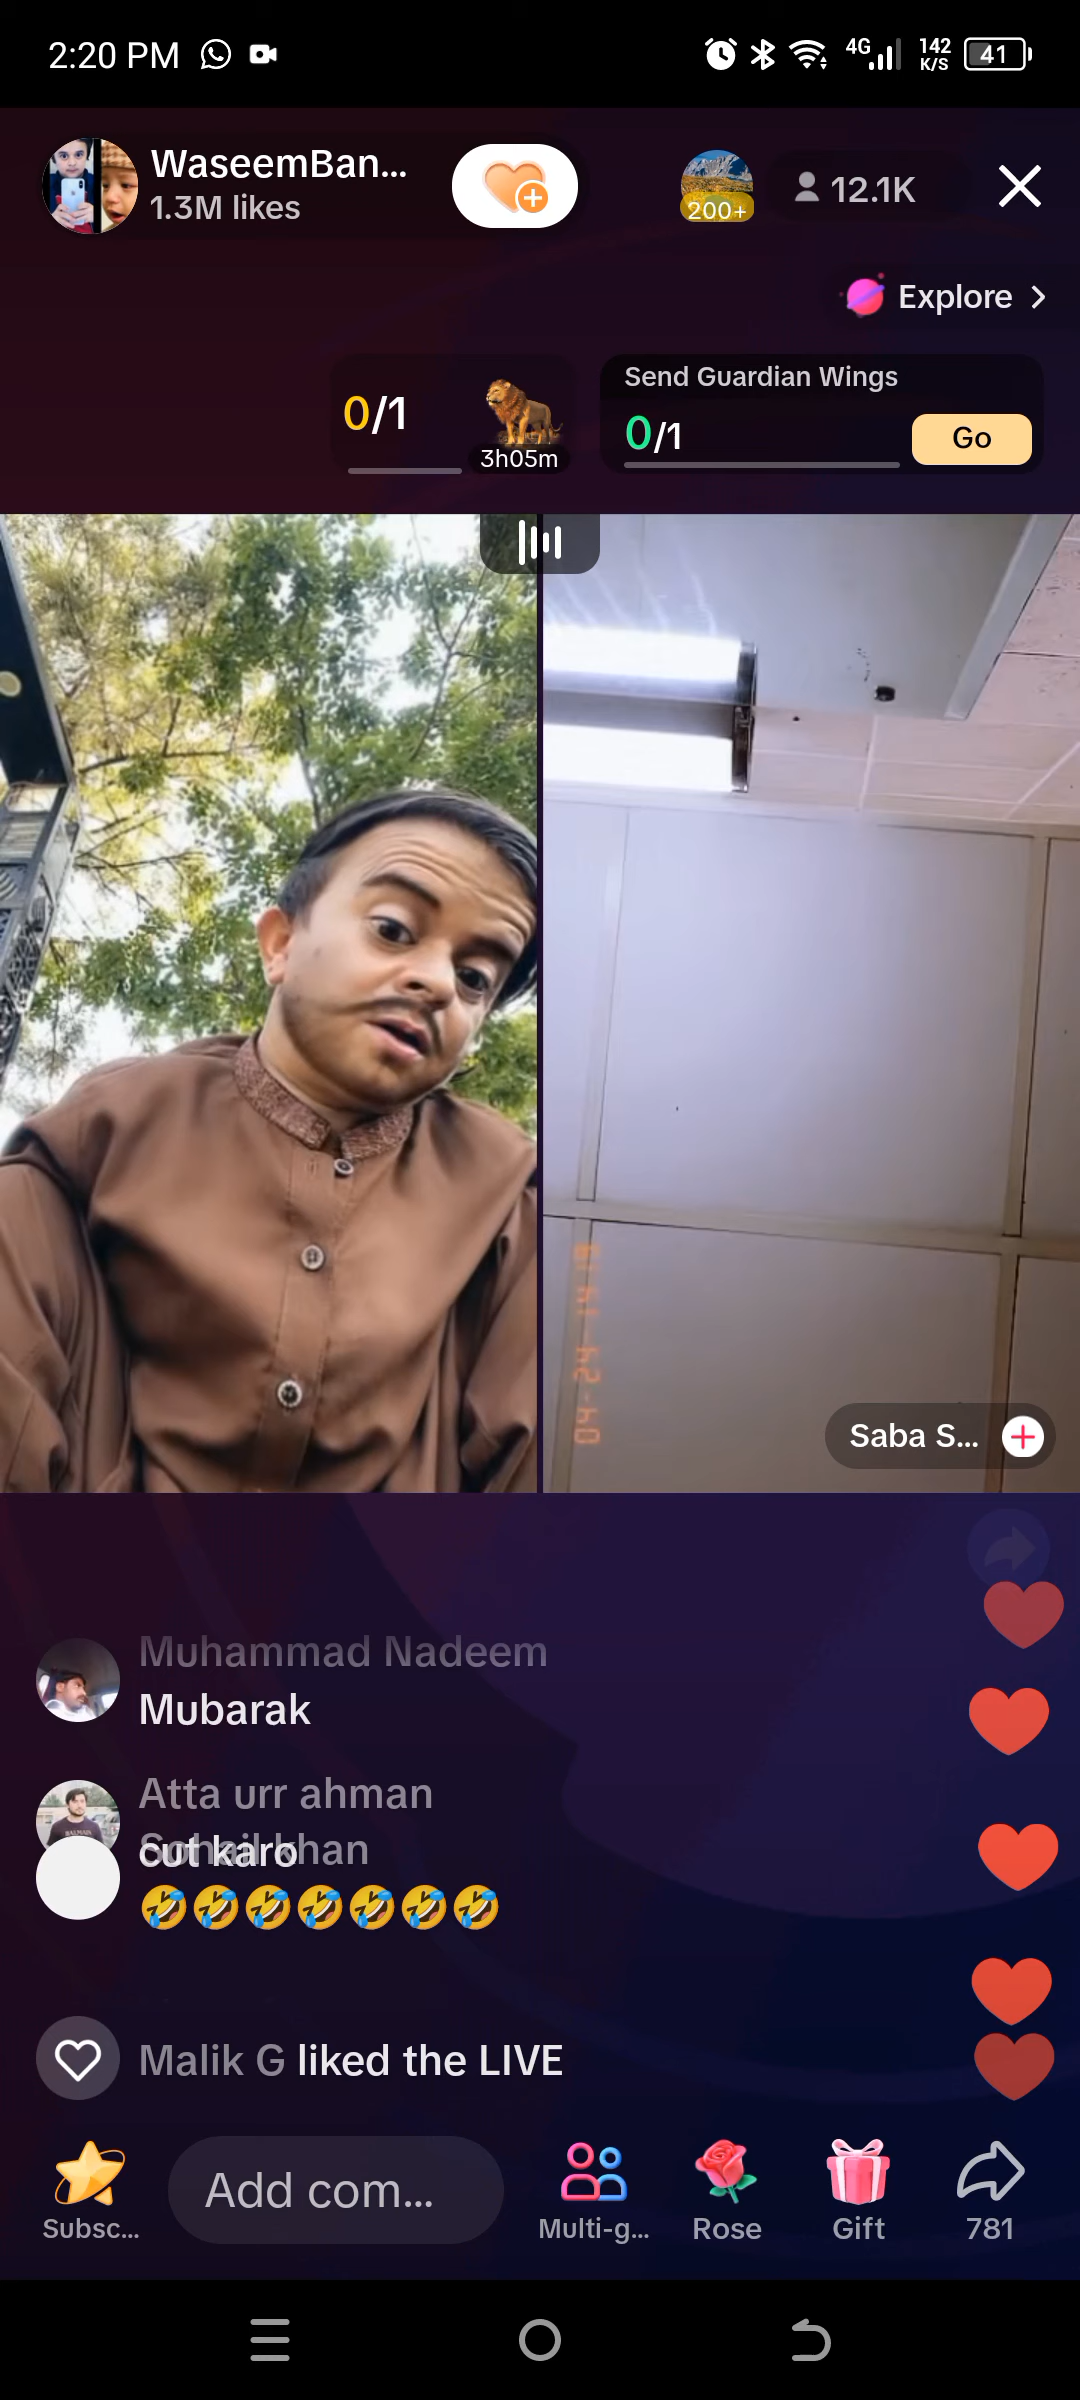 2:20 PM
4G
142
K/S
41
WaseemBan...
1.3M likes
200+
12.1K
Explore
0/1
3h05m
Send Guardian Wings
0/1
Go
Saba S...
Muhammad Nadeem
Mubarak
Atta urr ahman
cut karo
Sohail khan
🤣🤣🤣🤣🤣🤣🤣
Malik G liked the LIVE
Subsc...
Add com...
Multi-g...
Rose
Gift
781